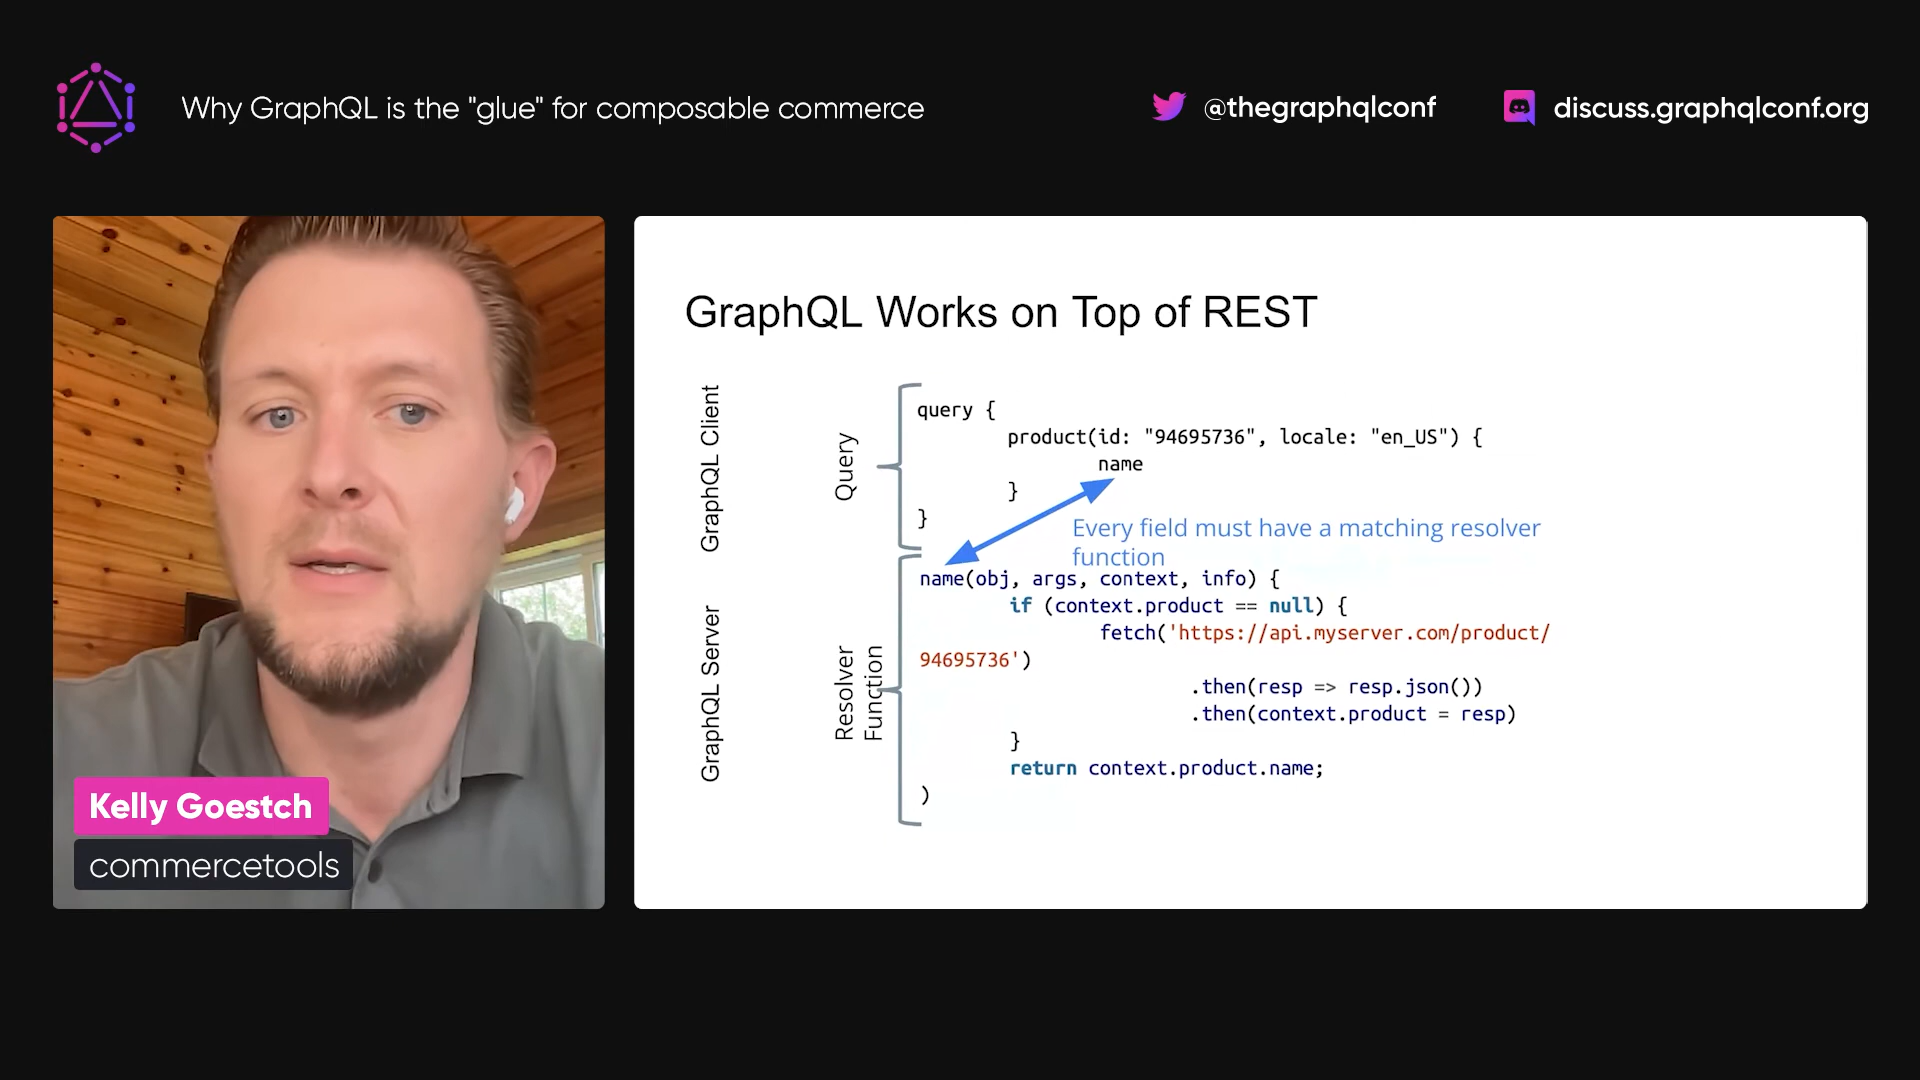 Why GraphQL is the "glue" for composable commerce
@thegraphqlconf
discuss.graphqlconf.org
Kelly Goestch
commercetools
GraphQL Works on Top of REST
GraphQL Client
Query
query {
product(id: "94695736", locale: "en_US") {
name
}
}
Every field must have a matching resolver
function
GraphQL Server
Resolver
Function
name(obj, args, context, info) {
if (context.product == null) {
fetch('https://api.myserver.com/product/
94695736')
.then(resp => resp.json())
.then(context.product = resp)
}
return context.product.name;
)